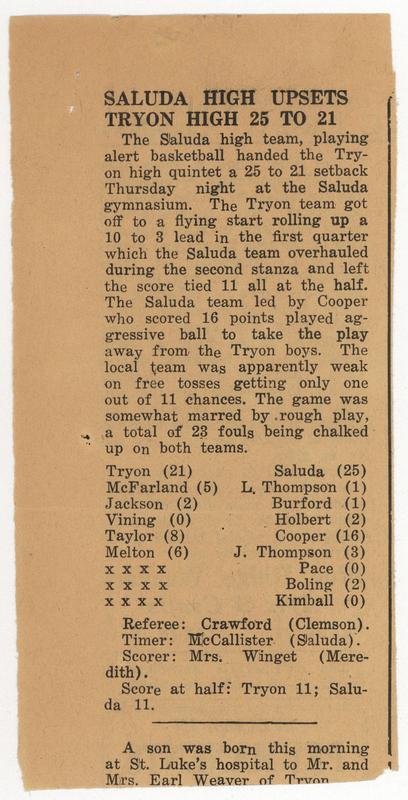 SALUDA HIGH UPSETS
TRYON HIGH 25 TO 21
The Saluda high team, playing
alert basketball handed the Try-
on high quintet a 25 to 21 setback
Thursday night at the Saluda
gymnasium. The Tryon team got
off to a flying start rolling up a
10 to 3 lead in the first quarter
which the Saluda team overhauled
during the second stanza and left
the score tied 11 all at the half.
The Saluda team led by Cooper
who scored 16 points played ag-
gressive ball to take the play
away from the Tryon boys. The
local team was apparently weak
on free tosses getting only one
out of 11 chances. The game was
somewhat marred by rough play,
a total of 23 fouls being chalked
up on both teams.
Tryon (21) Saluda (25)
McFarland (5) L. Thompson (1)
Jackson (2) Burford (1)
Vining (0) Holbert (2)
Taylor (8) Cooper (16)
Melton (6) J. Thompson (3)
x x x x Pace (0)
x x x x Boling (2)
x x x x Kimball (0)
Referee: Crawford (Clemson).
Timer: McCallister (Saluda).
Scorer: Mrs. Winget (Mere-
dith).
Score at half: Tryon 11; Salu-
da 11.
A son was born this morning
at St. Luke's hospital to Mr. and
Mrs. Earl Weaver of Tryon